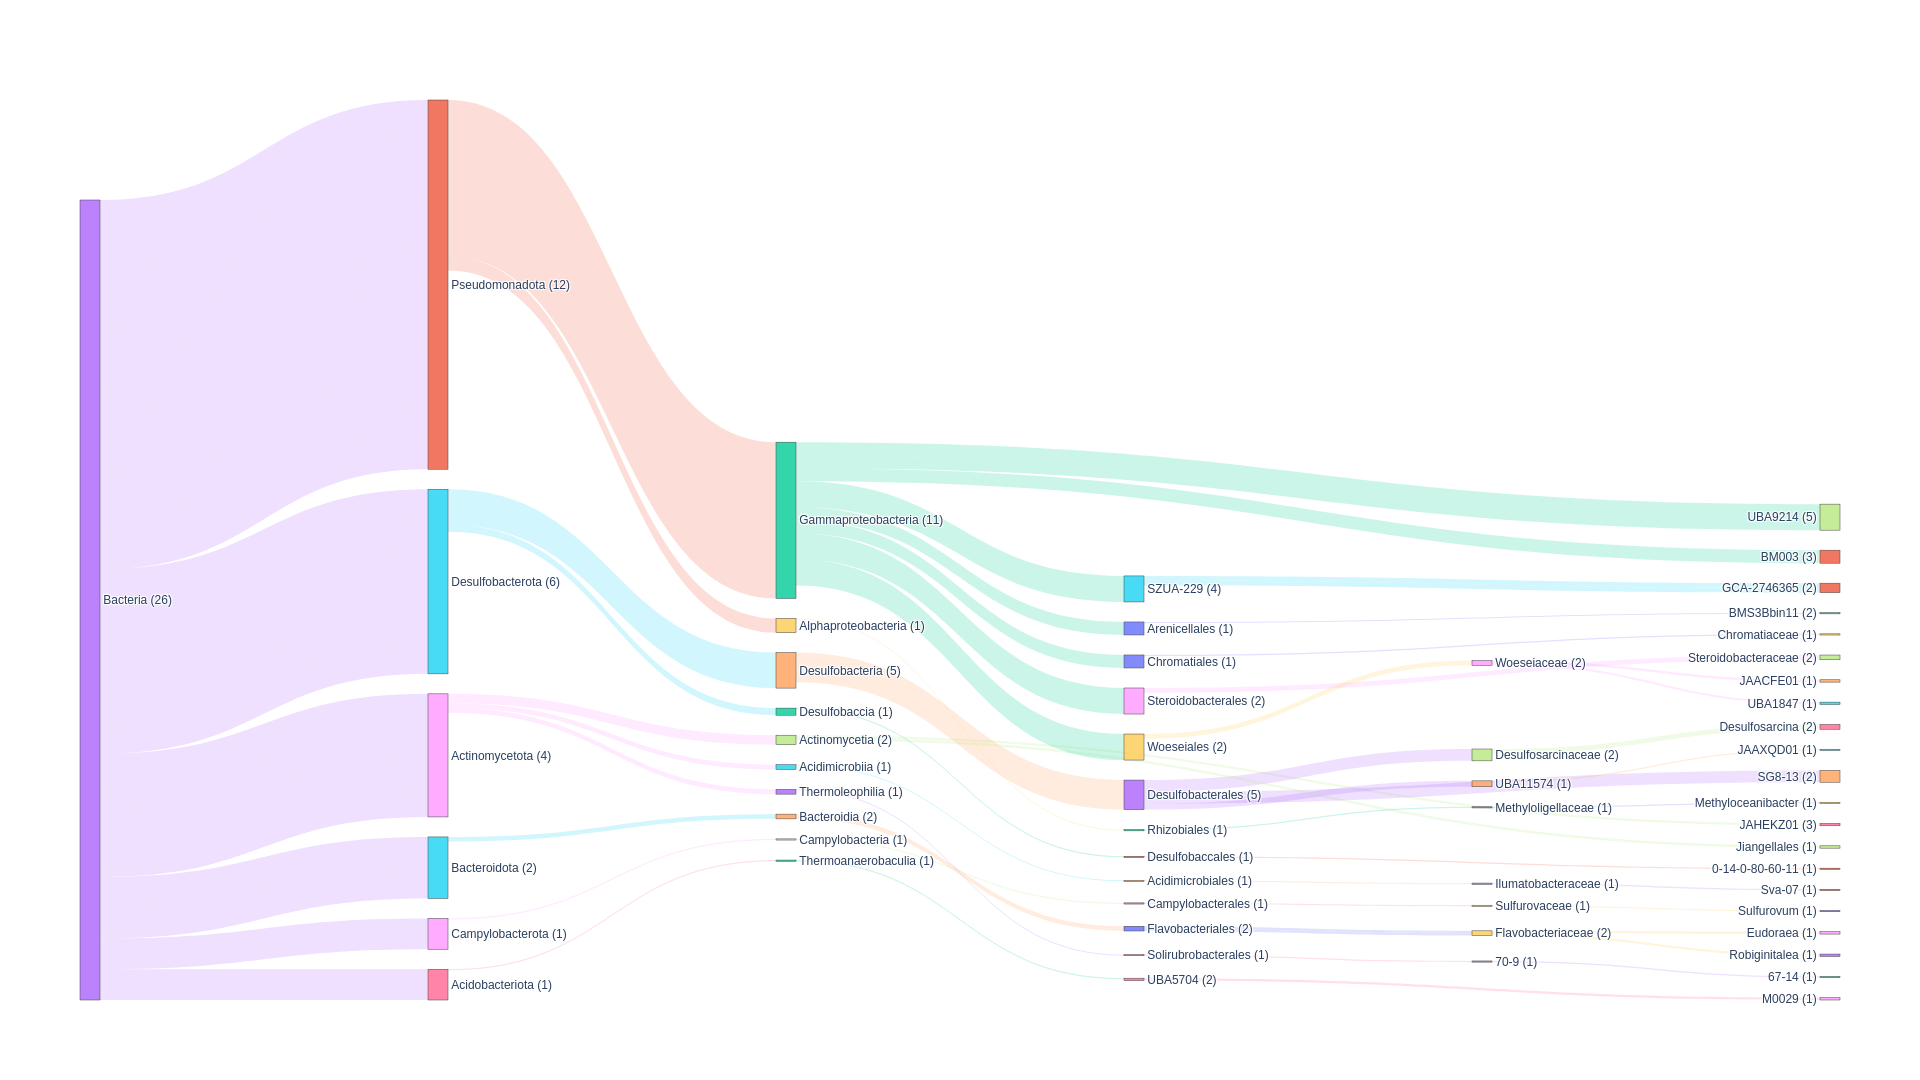 Bacteria (26)
Pseudomonadota (12)
Desulfobacterota (6)
Actinomycetota (4)
Bacteroidota (2)
Campylobacterota (1)
Acidobacteriota (1)
Gammaproteobacteria (11)
Alphaproteobacteria (1)
Desulfobacteria (5)
Desulfobaccia (1)
Actinomycetia (2)
Acidimicrobiia (1)
Thermoleophilia (1)
Bacteroidia (2)
Campylobacteria (1)
Thermoanaerobaculia (1)
SZUA-229 (4)
Arenicellales (1)
Chromatiales (1)
Steroidobacterales (2)
Woeseiales (2)
Desulfobacterales (5)
Rhizobiales (1)
Desulfobaccales (1)
Acidimicrobiales (1)
Campylobacterales (1)
Flavobacteriales (2)
Solirubrobacterales (1)
UBA5704 (2)
Woeseiaceae (2)
Desulfosarcinaceae (2)
UBA11574 (1)
Methyloligellaceae (1)
Ilumatobacteraceae (1)
Sulfurovaceae (1)
Flavobacteriaceae (2)
70-9 (1)
UBA9214 (5)
BM003 (3)
GCA-2746365 (2)
BMS3Bbin11 (2)
Chromatiaceae (1)
Steroidobacteraceae (2)
JAACFE01 (1)
UBA1847 (1)
Desulfosarcina (2)
JAAXQD01 (1)
SG8-13 (2)
Methyloceanibacter (1)
JAHEKZ01 (3)
Jiangellales (1)
0-14-0-80-60-11 (1)
Sva-07 (1)
Sulfurovum (1)
Eudoraea (1)
Robiginitalea (1)
67-14 (1)
M0029 (1)